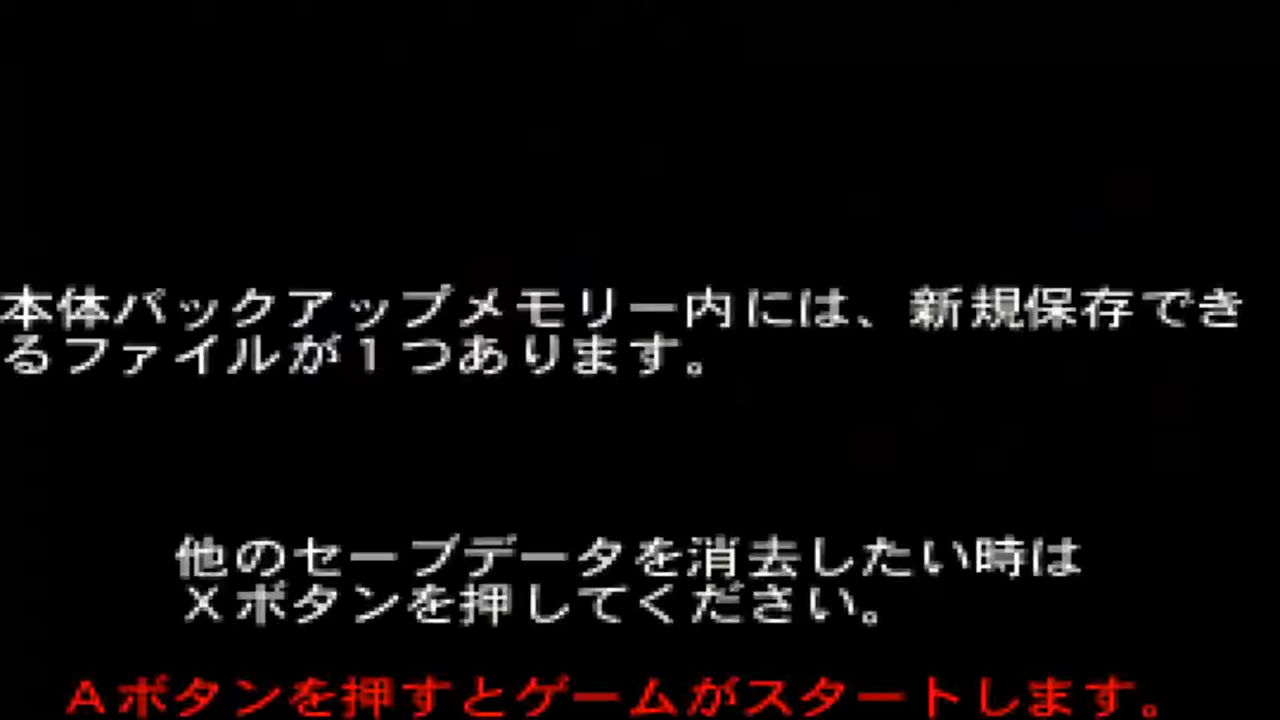 本体バックアップメモリー内には、新規保存でき
るファイルが１つあります。
他のセーブデータを消去したい時は
Ｘボタンを押してください。
Ａボタンを押すとゲームがスタートします。